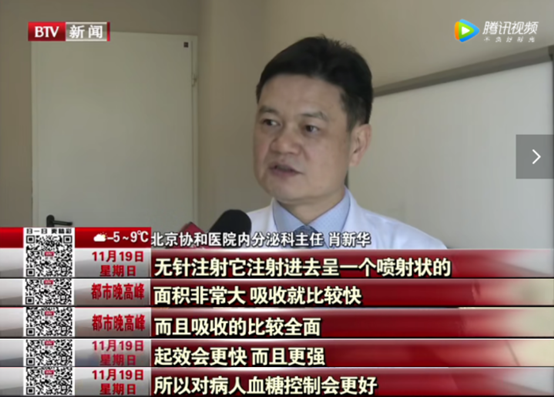 BTV 新闻
腾讯视频
不负好时光
-5~9℃
北京协和医院内分泌科主任 肖新华
11月19日
星期日
无针注射它注射进去呈一个喷射状的
都市晚高峰
面积非常大 吸收就比较快
都市晚高峰
而且吸收的比较全面
11月19日
星期日
起效会更快 而且更强
11月19日
星期日
所以对病人血糖控制会更好